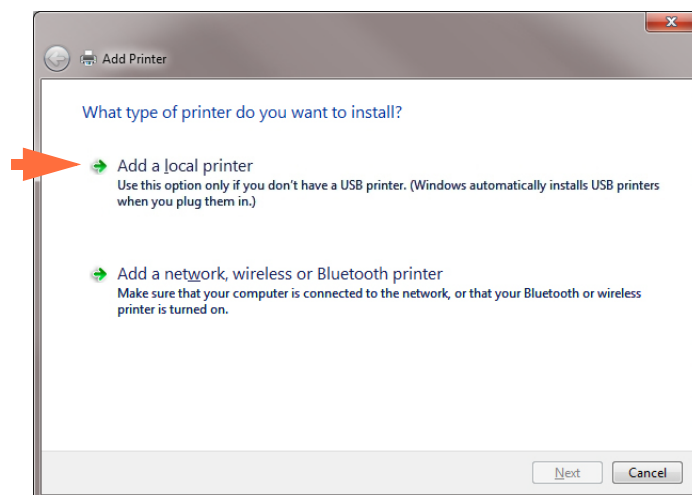 Add Printer
What type of printer do you want to install?
Add a local printer
Use this option only if you don't have a USB printer. (Windows automatically installs USB printers
when you plug them in.)
Add a network, wireless or Bluetooth printer
Make sure that your computer is connected to the network, or that your Bluetooth or wireless
printer is turned on.
Next
Cancel